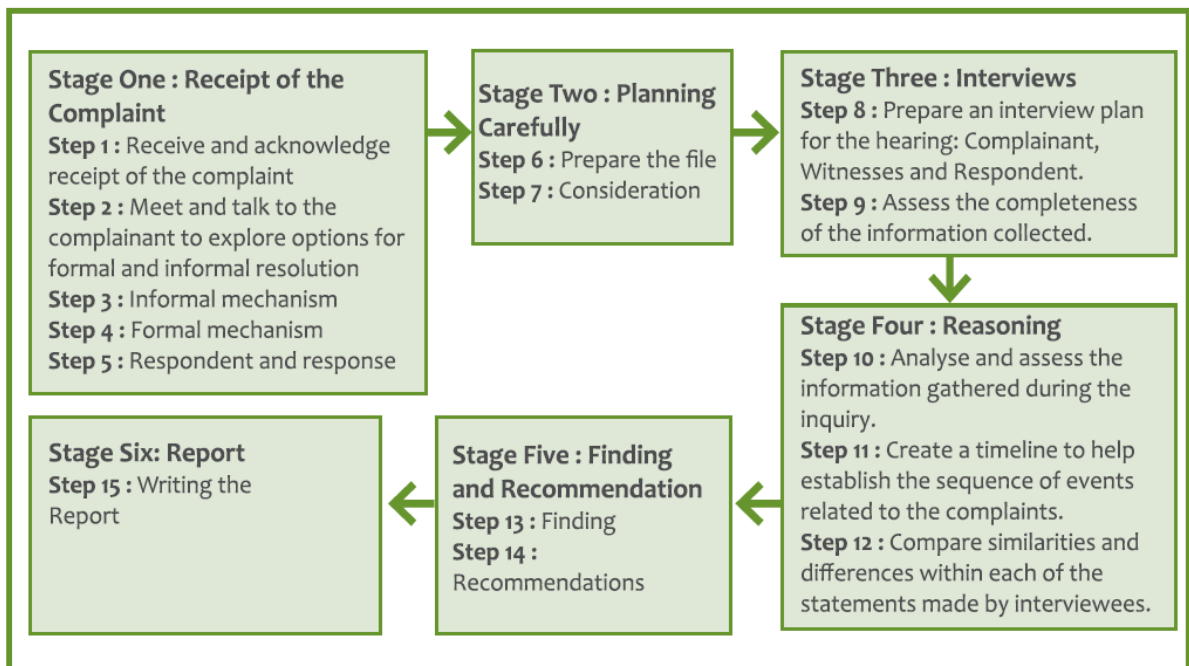 Stage One : Receipt of the
Complaint
Step 1 : Receive and acknowledge
receipt of the complaint
Step 2 : Meet and talk to the
complainant to explore options for
formal and informal resolution
Step 3 : Informal mechanism
Step 4 : Formal mechanism
Step 5 : Respondent and response
Stage Two : Planning
Carefully
Step 6 : Prepare the file
Step 7 : Consideration
Stage Three : Interviews
Step 8 : Prepare an interview plan
for the hearing: Complainant,
Witnesses and Respondent.
Step 9 : Assess the completeness
of the information collected.
Stage Four : Reasoning
Step 10 : Analyse and assess the
information gathered during the
inquiry.
Step 11 : Create a timeline to help
establish the sequence of events
related to the complaints.
Step 12 : Compare similarities and
differences within each of the
statements made by interviewees.
Stage Five : Finding
and Recommendation
Step 13 : Finding
Step 14 :
Recommendations
Stage Six: Report
Step 15 : Writing the
Report